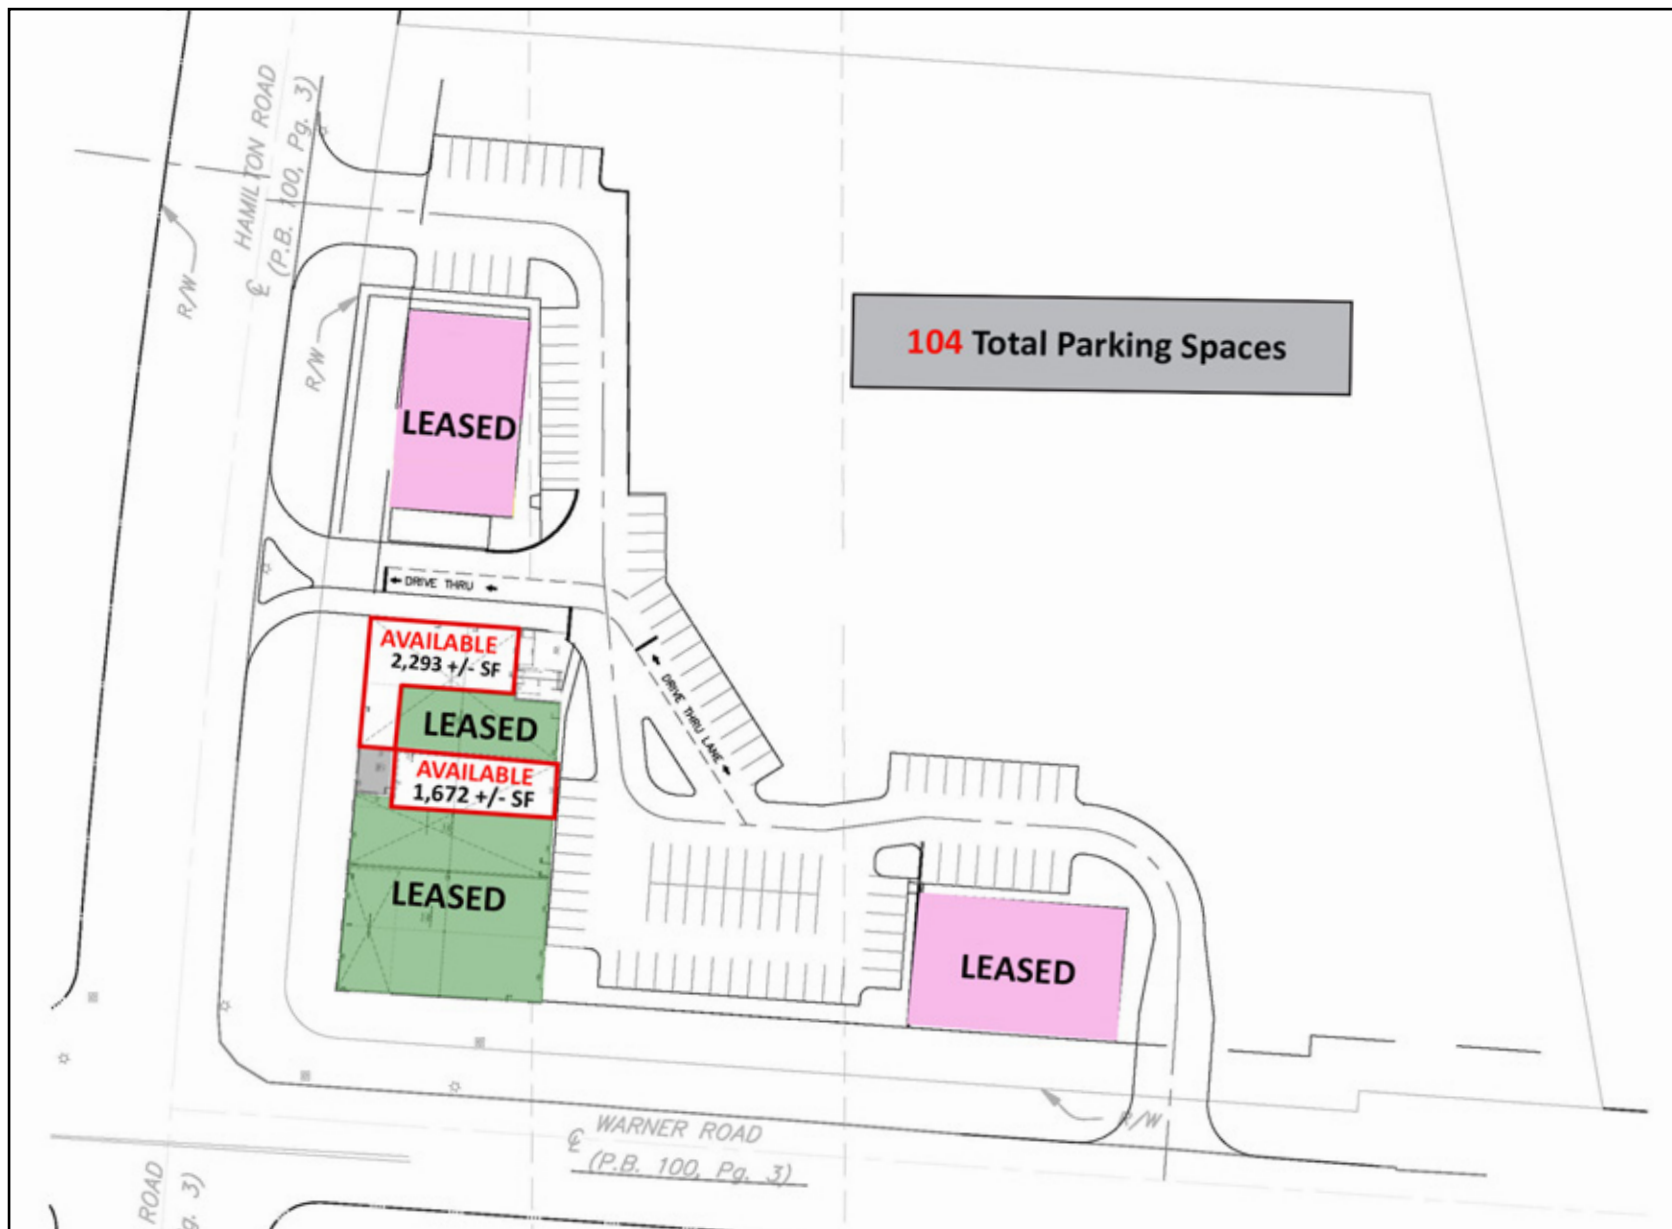 HAMILTON ROAD
(P.B. 100, Pg. 3)
R/W
R/W
104 Total Parking Spaces
LEASED
DRIVE THRU
AVAILABLE
2,293 +/- SF
LEASED
DRIVE THRU LANE
AVAILABLE
1,672 +/- SF
LEASED
LEASED
R/W
℄ WARNER ROAD
(P.B. 100, Pg. 3)
ROAD
g. 3)